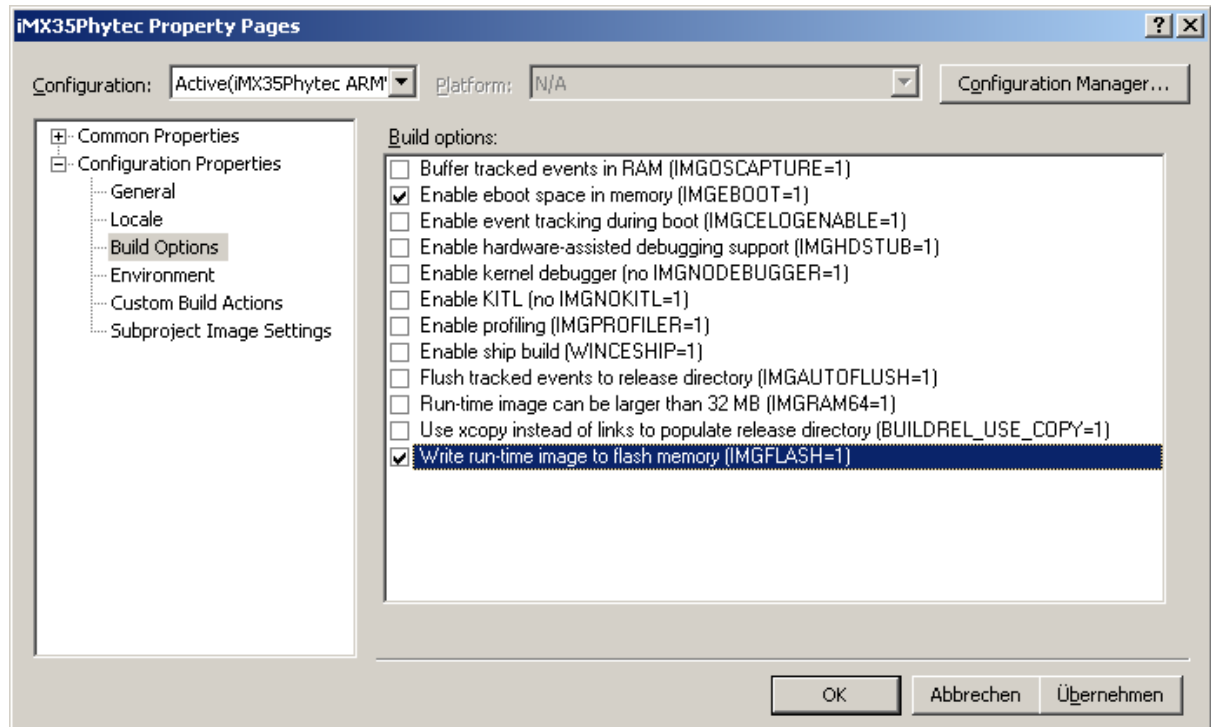 iMX35Phytec Property Pages
Configuration: Active(iMX35Phytec ARM' Platform: N/A Configuration Manager...
Common Properties
Configuration Properties
General
Locale
Build Options
Environment
Custom Build Actions
Subproject Image Settings
Build options:
Buffer tracked events in RAM (IMGOSCAPTURE=1)
Enable eboot space in memory (IMGEBOOT=1)
Enable event tracking during boot (IMGCELOGENABLE=1)
Enable hardware-assisted debugging support (IMGHDSTUB=1)
Enable kernel debugger (no IMGNODEBUGGER=1)
Enable KITL (no IMGNOKITL=1)
Enable profiling (IMGPROFILER=1)
Enable ship build (WINCESHIP=1)
Flush tracked events to release directory (IMGAUTOFLUSH=1)
Run-time image can be larger than 32 MB (IMGRAM64=1)
Use xcopy instead of links to populate release directory (BUILDREL_USE_COPY=1)
Write run-time image to flash memory (IMGFLASH=1)
OK Abbrechen Übernehmen